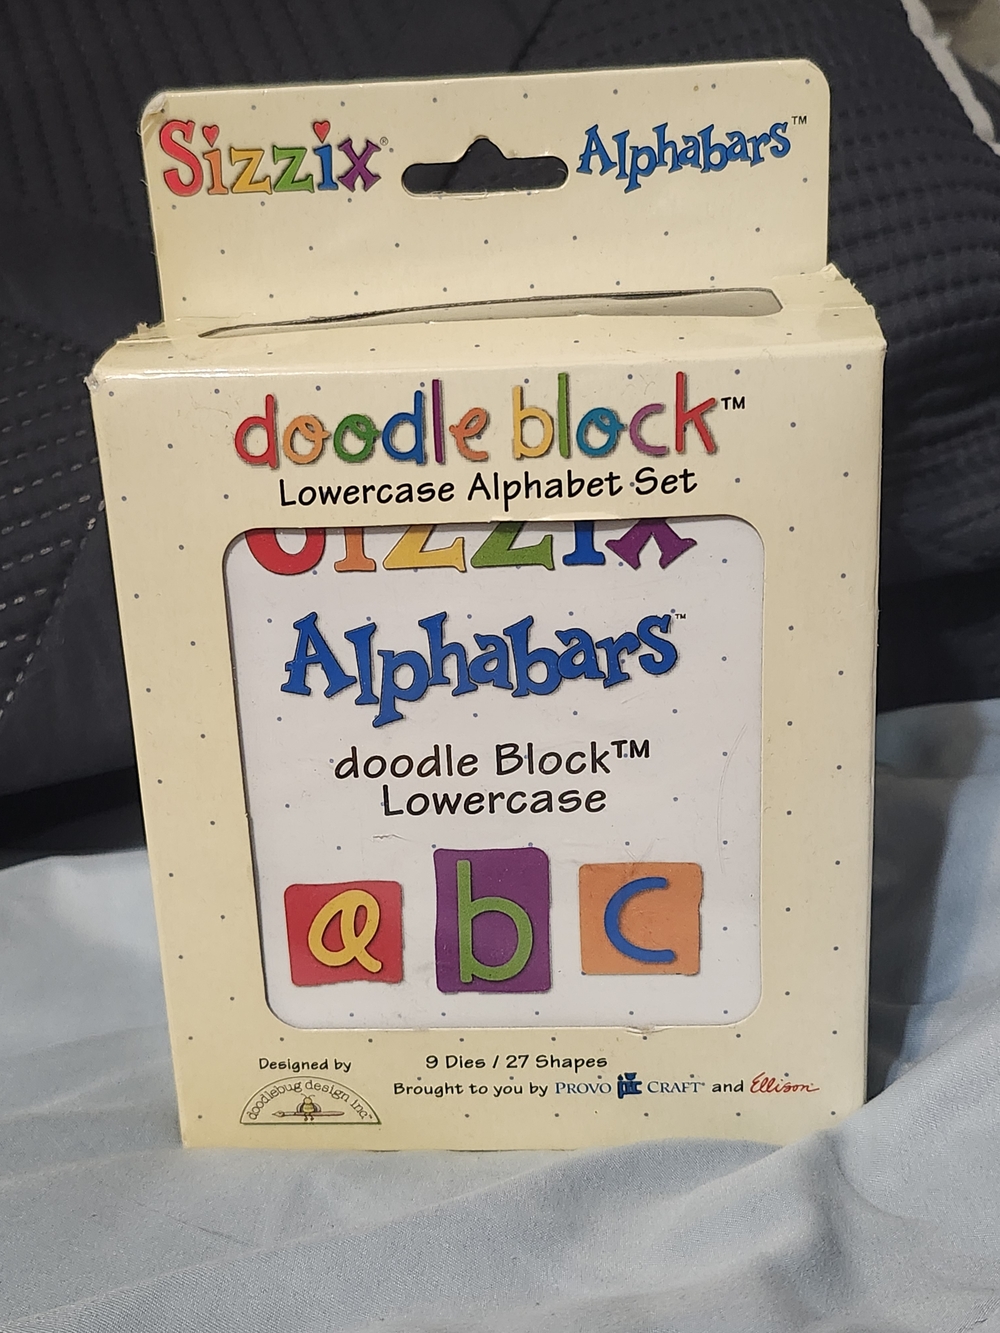 Sizzix® Alphabars™
doodle block™
Lowercase Alphabet Set
Sizzix
Alphabars™
doodle Block™
Lowercase
a b c
Designed by
doodlebug design inc™
9 Dies / 27 Shapes
Brought to you by PROVO CRAFT® and Ellison®